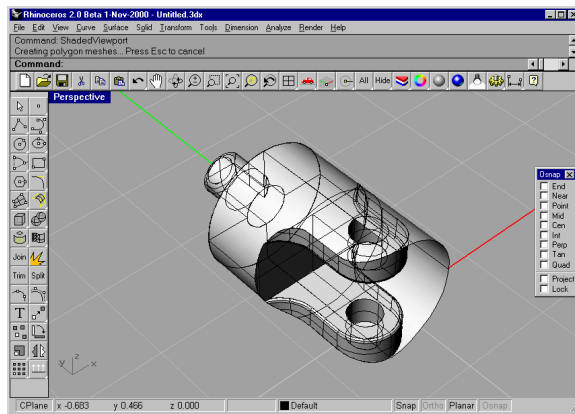 Rhinoceros 2.0 Beta 1-Nov-2000 - Untitled.3dx
File Edit View Curve Surface Solid Transform Tools Dimension Analyze Render Help
Command: ShadedViewport
Creating polygon meshes... Press Esc to cancel
Command:
All Hide
Perspective
Osnap
End
Near
Point
Mid
Cen
Int
Perp
Tan
Quad
Project
Lock
Join
Trim Split
T
z
y x
CPlane x -0.683 y 0.466 z 0.000 Default Snap Ortho Planar Osnap